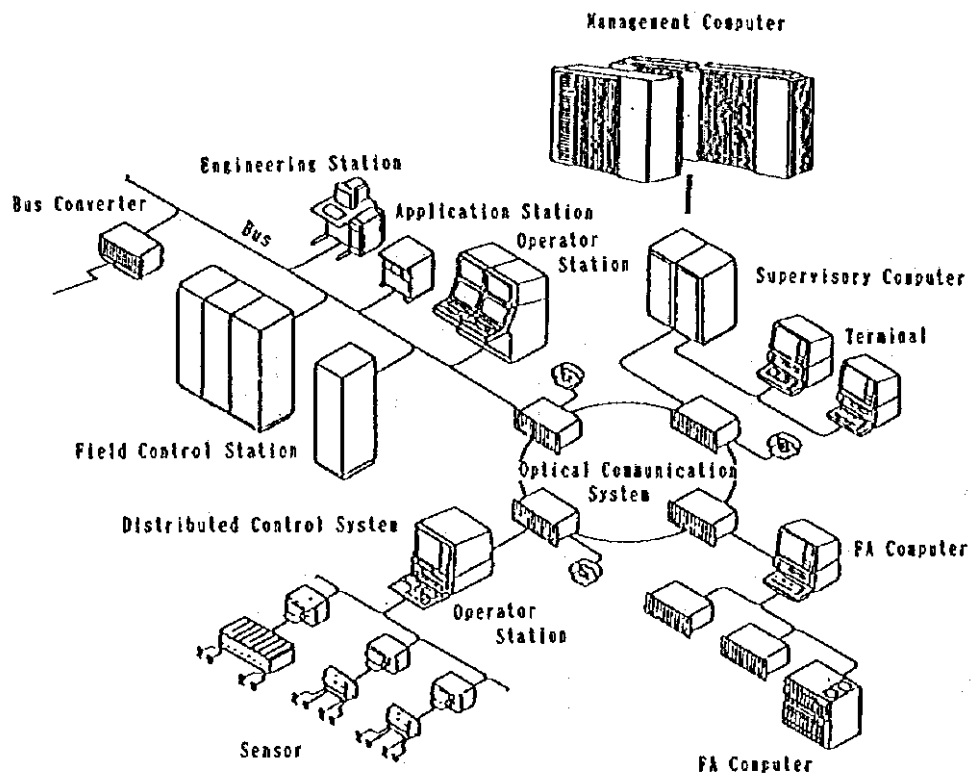 Management Computer
Engineering Station
Bus Converter
Bus
Application Station
Operator
Station
Supervisory Computer
Terminal
Field Control Station
Optical Communication
System
Distributed Control System
FA Computer
Operator
Station
Sensor
FA Computer